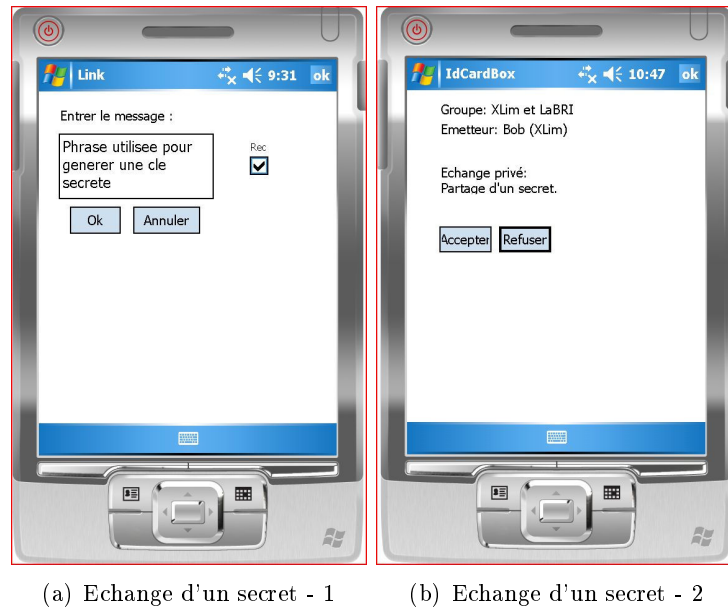 Link 9:31 ok
Entrer le message :
Phrase utilisee pour
generer une cle
secrete
Rec
Ok Annuler
(a) Echange d'un secret - 1
IdCardBox 10:47 ok
Groupe: XLim et LaBRI
Emetteur: Bob (XLim)
Echange privé:
Partage d'un secret.
Accepter Refuser
(b) Echange d'un secret - 2